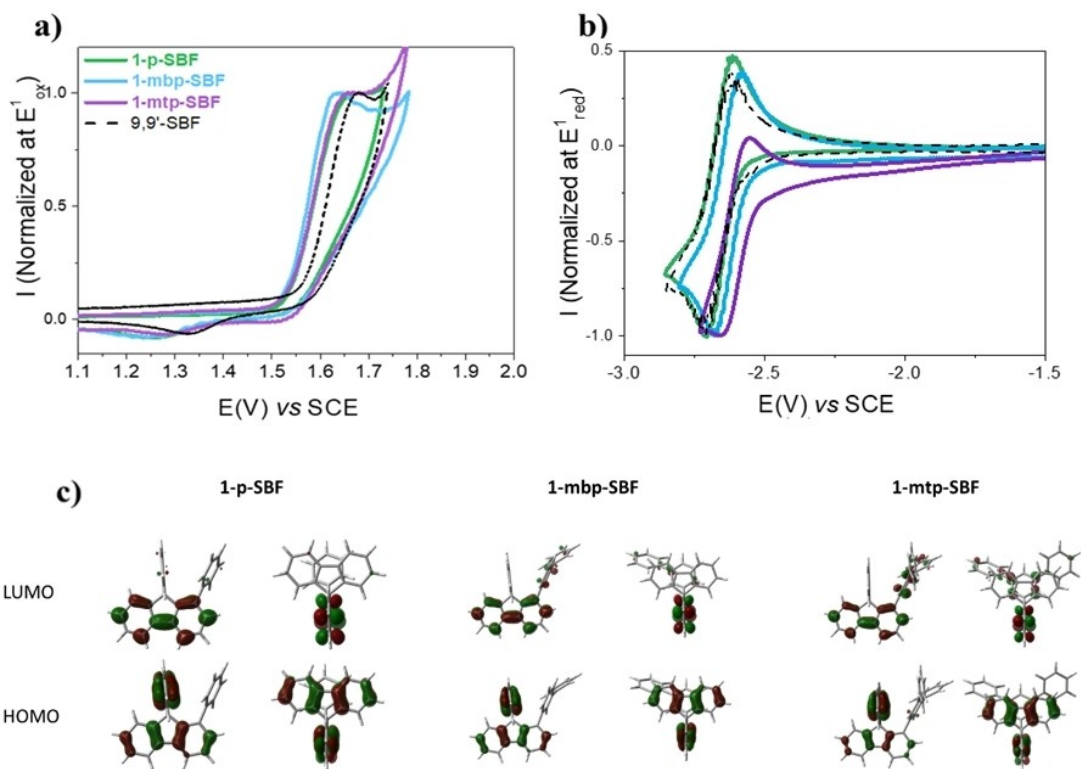 a)
1-p-SBF
1-mbp-SBF
1-mtp-SBF
9,9'-SBF
I (Normalized at E¹ox)
1.0
0.5
0.0
1.1 1.2 1.3 1.4 1.5 1.6 1.7 1.8 1.9 2.0
E(V) vs SCE
b)
I (Normalized at E¹red)
0.5
0.0
-0.5
-1.0
-3.0 -2.5 -2.0 -1.5
E(V) vs SCE
c)
1-p-SBF 1-mbp-SBF 1-mtp-SBF
LUMO
HOMO